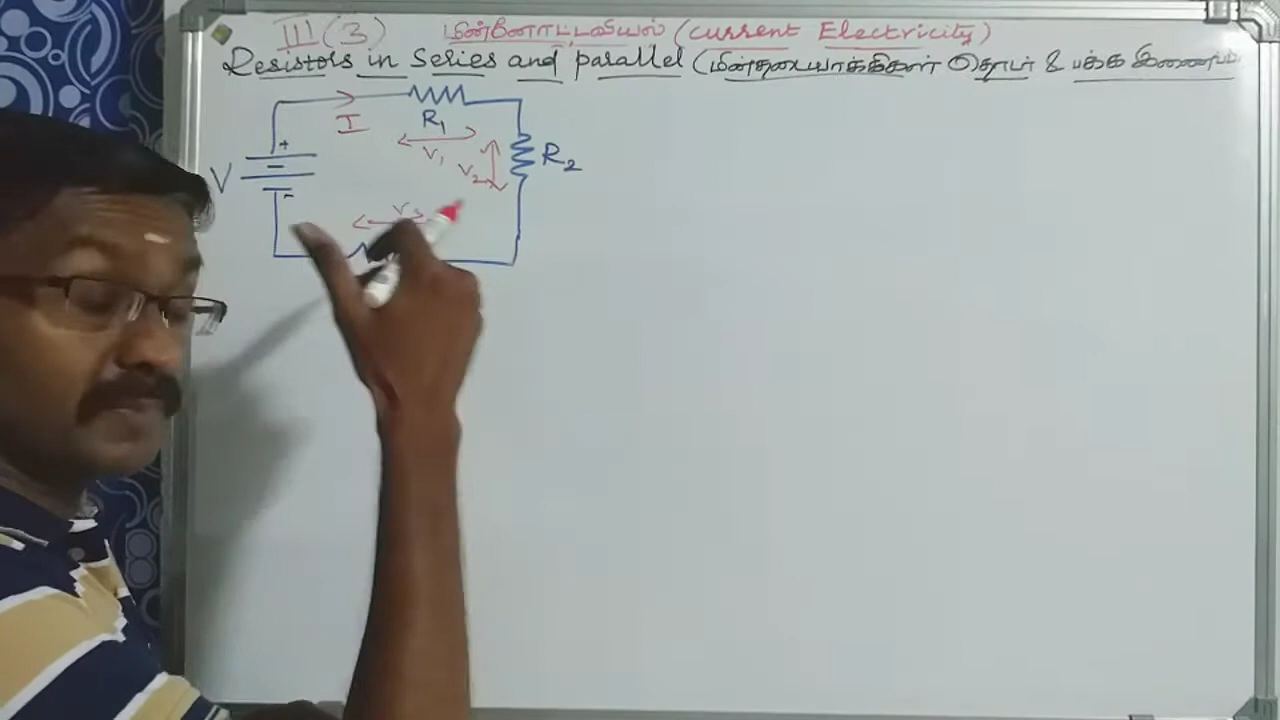 III (3) மின்னோட்டவியல் (current Electricity)
Resistors in Series and parallel (மின்தடையாக்கிகள் தொடர் & பக்க இணைப்பு
I
R1
V1
V2
R2
+
V
-